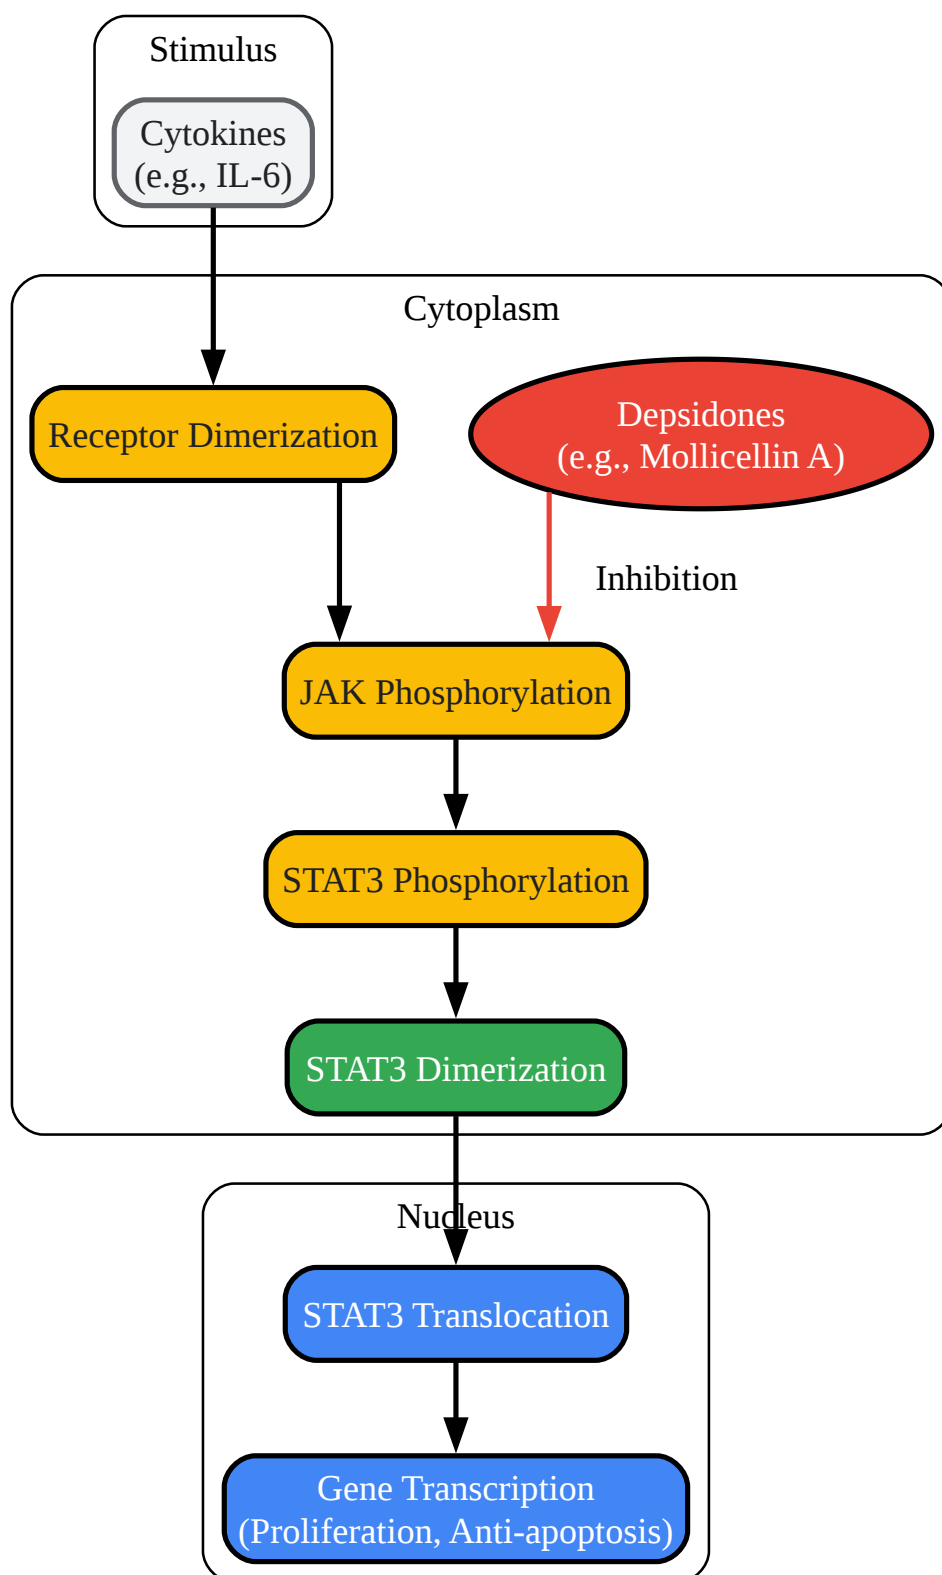 Stimulus
Cytokines
(e.g., IL-6)
Cytoplasm
Receptor Dimerization
Depsidones
(e.g., Mollicellin A)
Inhibition
JAK Phosphorylation
STAT3 Phosphorylation
STAT3 Dimerization
Nucleus
STAT3 Translocation
Gene Transcription
(Proliferation, Anti-apoptosis)